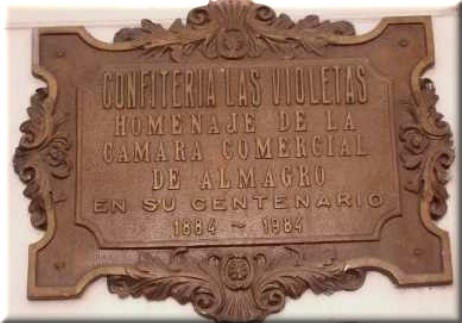 CONFITERIA LAS VIOLETAS
HOMENAJE DE LA
CAMARA COMERCIAL
DE ALMAGRO
EN SU CENTENARIO
1884 ~ 1984